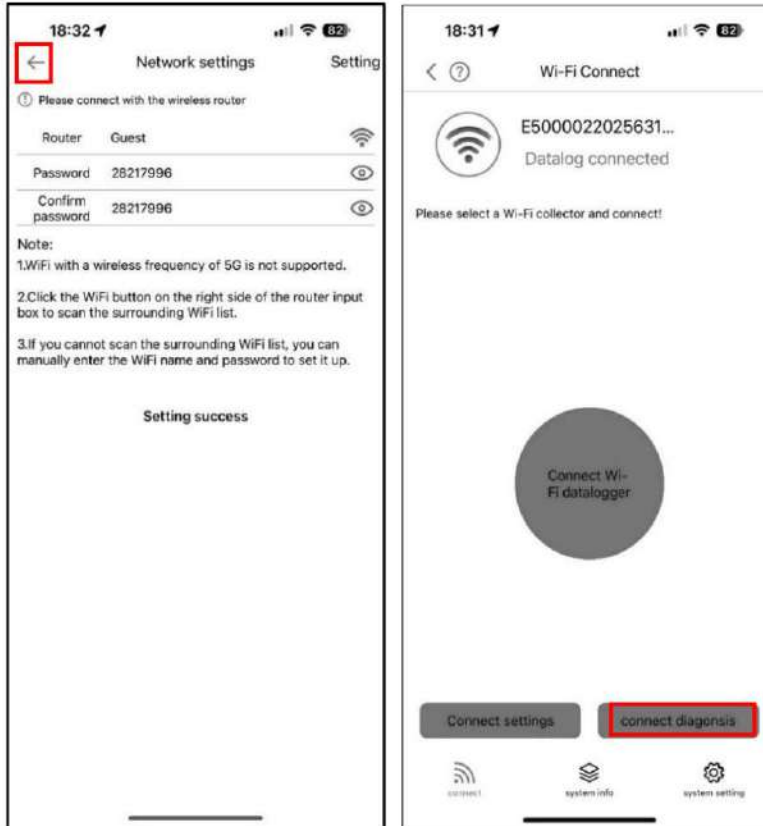 18:32
82
Network settings
Setting
Please connect with the wireless router
Router Guest
Password 28217996
Confirm
password
28217996
Note:
1.WiFi with a wireless frequency of 5G is not supported.
2.Click the WiFi button on the right side of the router input
box to scan the surrounding WiFi list.
3.If you cannot scan the surrounding WiFi list, you can
manually enter the WiFi name and password to set it up.
Setting success
18:31
82
Wi-Fi Connect
E5000022025631...
Datalog connected
Please select a Wi-Fi collector and connect!
Connect Wi-
Fi datalogger
Connect settings
connect diagonsis
connect
system info
system setting